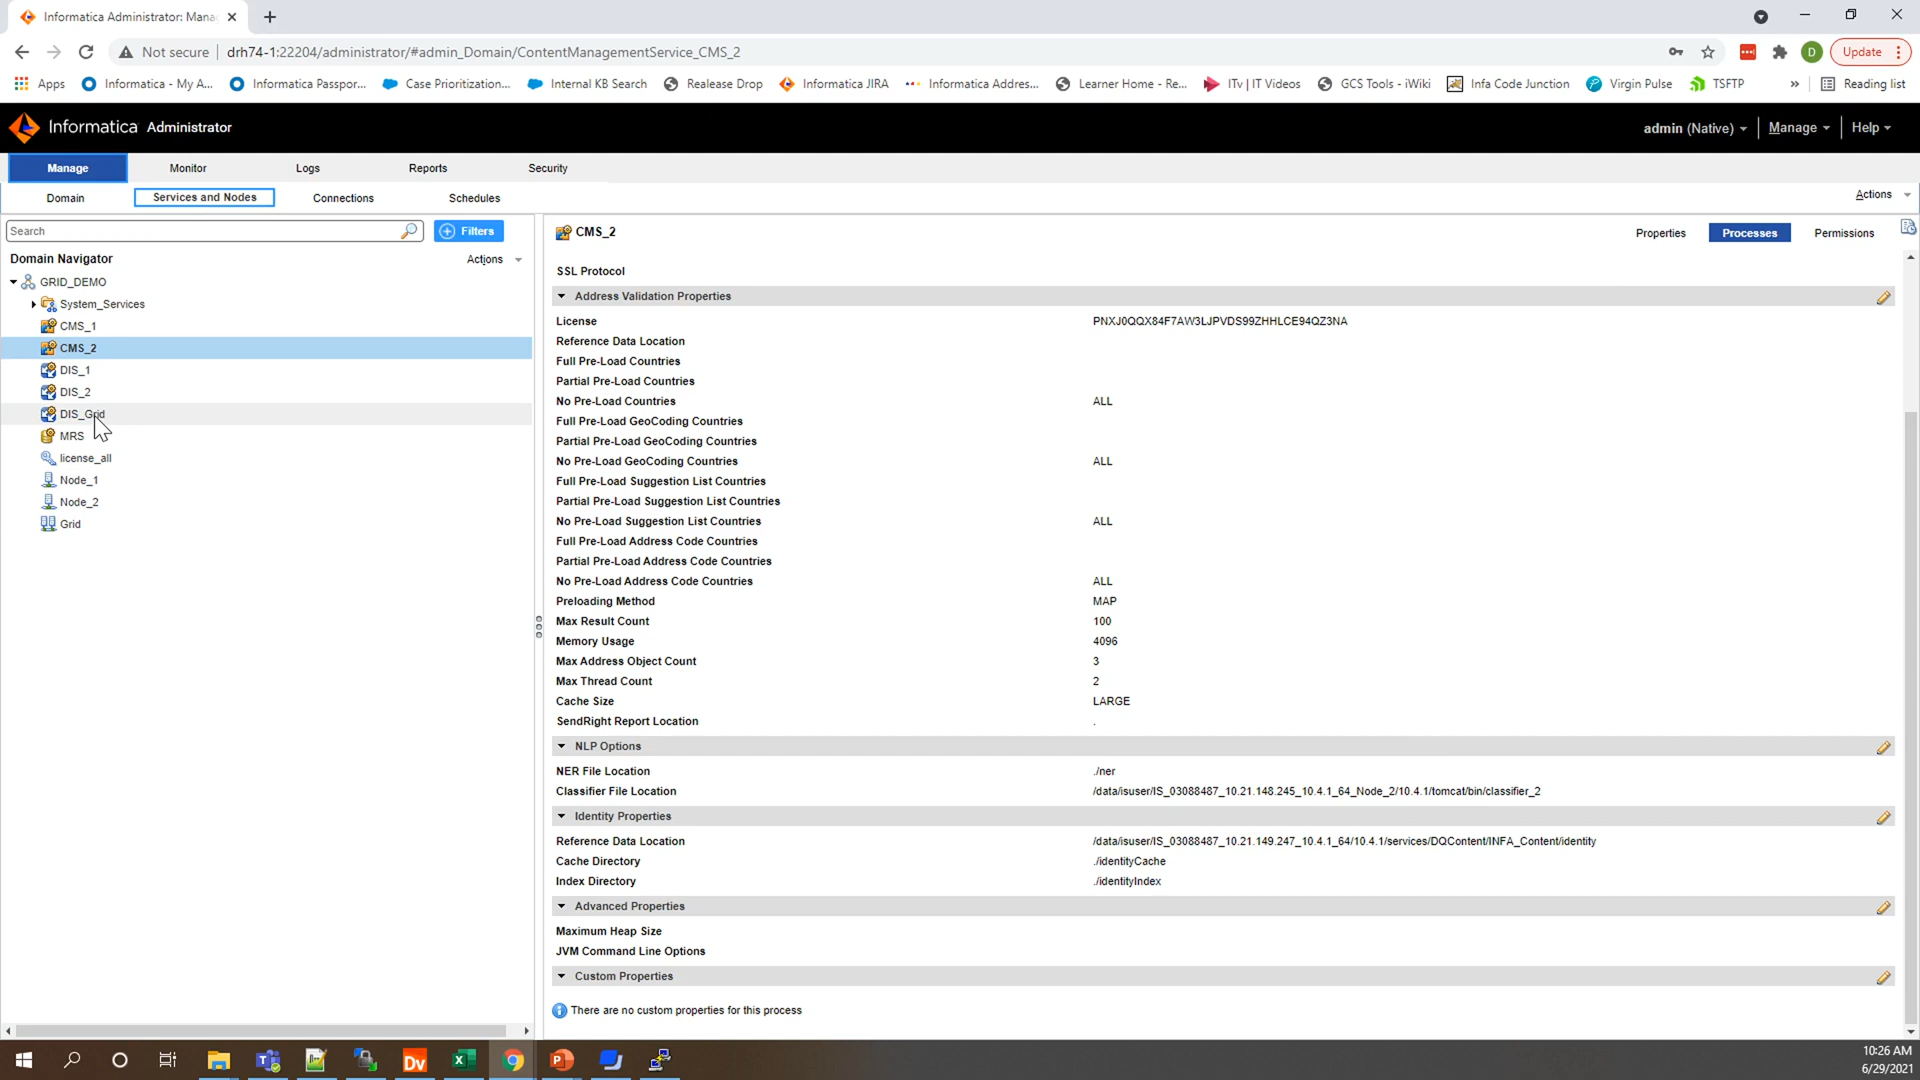 Informatica Administrator: Mana
Not secure
drh74-1:22204/administrator/#admin_Domain/ContentManagementService_CMS_2
D
Update
Apps
Informatica - My A...
Informatica Passpor...
Case Prioritization...
Internal KB Search
Realease Drop
Informatica JIRA
Informatica Addres...
Learner Home - Re...
ITv | IT Videos
GCS Tools - iWiki
Infa Code Junction
Virgin Pulse
TSFTP
»
Reading list
Informatica Administrator
admin (Native)
Manage
Help
Manage
Monitor
Logs
Reports
Security
Domain
Services and Nodes
Connections
Schedules
Actions
Search
Filters
Domain Navigator
Actions
GRID_DEMO
System_Services
CMS_1
CMS_2
DIS_1
DIS_2
DIS_Grid
MRS
license_all
Node_1
Node_2
Grid
CMS_2
Properties
Processes
Permissions
SSL Protocol
Address Validation Properties
License PNXJ0QQX84F7AW3LJPVDS99ZHHLCE94QZ3NA
Reference Data Location
Full Pre-Load Countries
Partial Pre-Load Countries
No Pre-Load Countries ALL
Full Pre-Load GeoCoding Countries
Partial Pre-Load GeoCoding Countries
No Pre-Load GeoCoding Countries ALL
Full Pre-Load Suggestion List Countries
Partial Pre-Load Suggestion List Countries
No Pre-Load Suggestion List Countries ALL
Full Pre-Load Address Code Countries
Partial Pre-Load Address Code Countries
No Pre-Load Address Code Countries ALL
Preloading Method MAP
Max Result Count 100
Memory Usage 4096
Max Address Object Count 3
Max Thread Count 2
Cache Size LARGE
SendRight Report Location .
NLP Options
NER File Location ./ner
Classifier File Location /data/isuser/IS_03088487_10.21.148.245_10.4.1_64_Node_2/10.4.1/tomcat/bin/classifier_2
Identity Properties
Reference Data Location /data/isuser/IS_03088487_10.21.149.247_10.4.1_64/10.4.1/services/DQContent/INFA_Content/identity
Cache Directory ./identityCache
Index Directory ./identityIndex
Advanced Properties
Maximum Heap Size
JVM Command Line Options
Custom Properties
There are no custom properties for this process
Dv
10:26 AM
6/29/2021